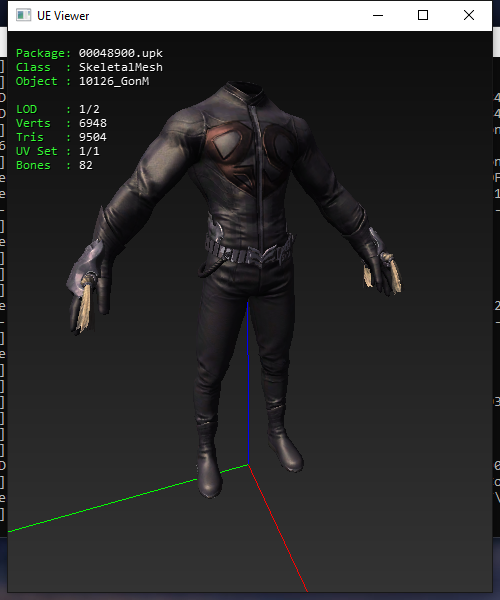 UE Viewer
Package: 00048900.upk
Class : SkeletalMesh
Object : 10126_GonM
LOD : 1/2
Verts : 6948
Tris : 9504
UV Set : 1/1
Bones : 82